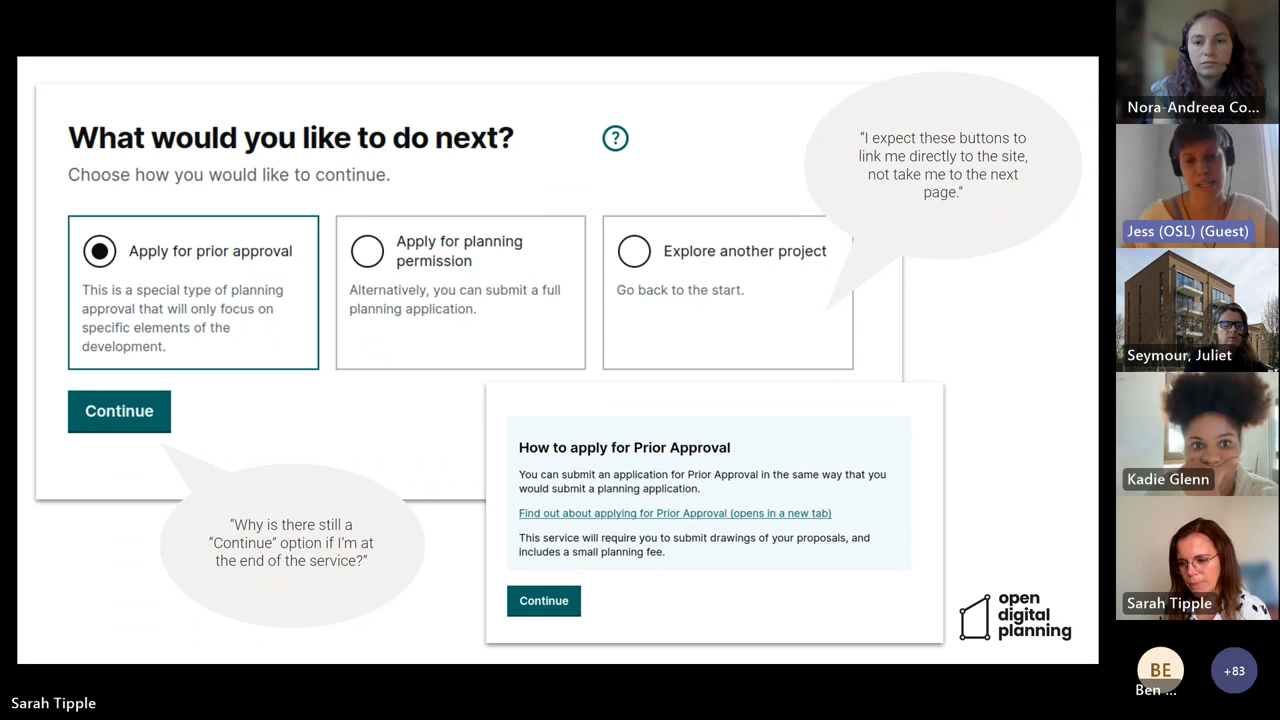 What would you like to do next?
?
Choose how you would like to continue.
Apply for prior approval
This is a special type of planning
approval that will only focus on
specific elements of the
development.
Apply for planning
permission
Alternatively, you can submit a full
planning application.
Explore another project
Go back to the start.
Continue
"I expect these buttons to
link me directly to the site,
not take me to the next
page."
"Why is there still a
"Continue" option if I'm at
the end of the service?"
How to apply for Prior Approval
You can submit an application for Prior Approval in the same way that you
would submit a planning application.
Find out about applying for Prior Approval (opens in a new tab)
This service will require you to submit drawings of your proposals, and
includes a small planning fee.
Continue
open
digital
planning
Nora-Andreea Co...
Jess (OSL) (Guest)
Seymour, Juliet
Kadie Glenn
Sarah Tipple
BE
Ben ...
+83
Sarah Tipple